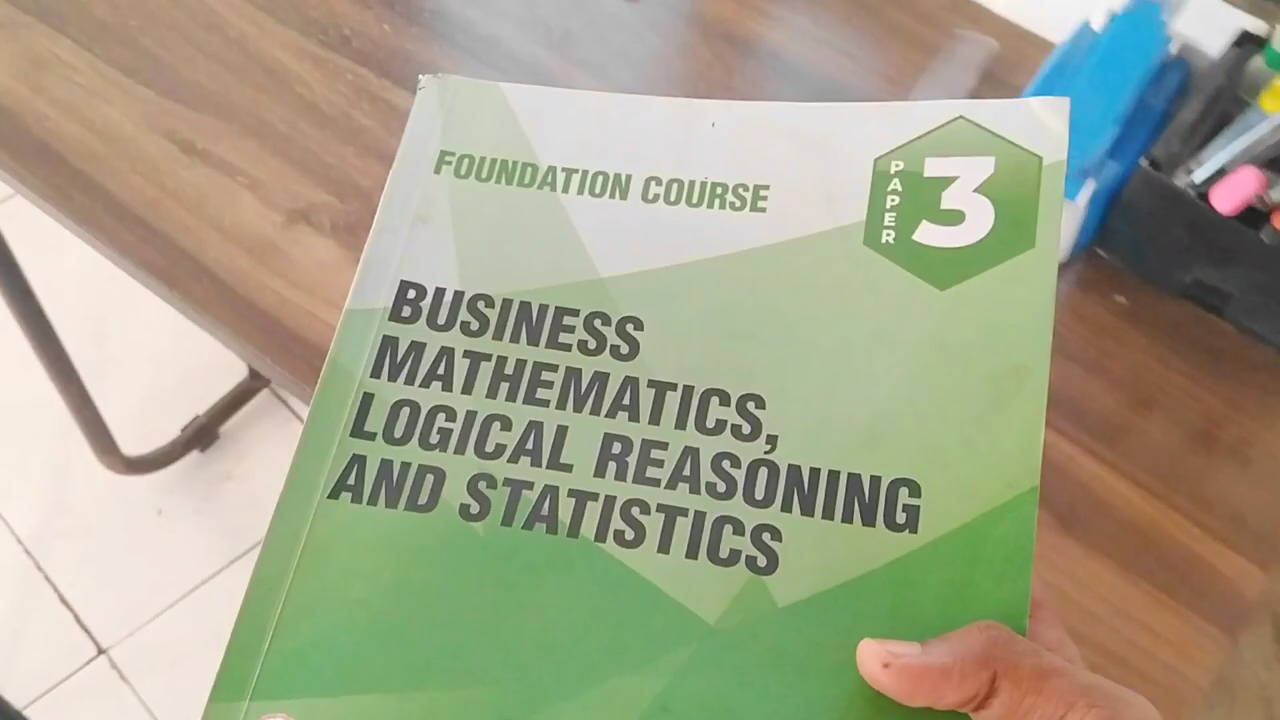 FOUNDATION COURSE
PAPER 3
BUSINESS
MATHEMATICS,
LOGICAL REASONING
AND STATISTICS